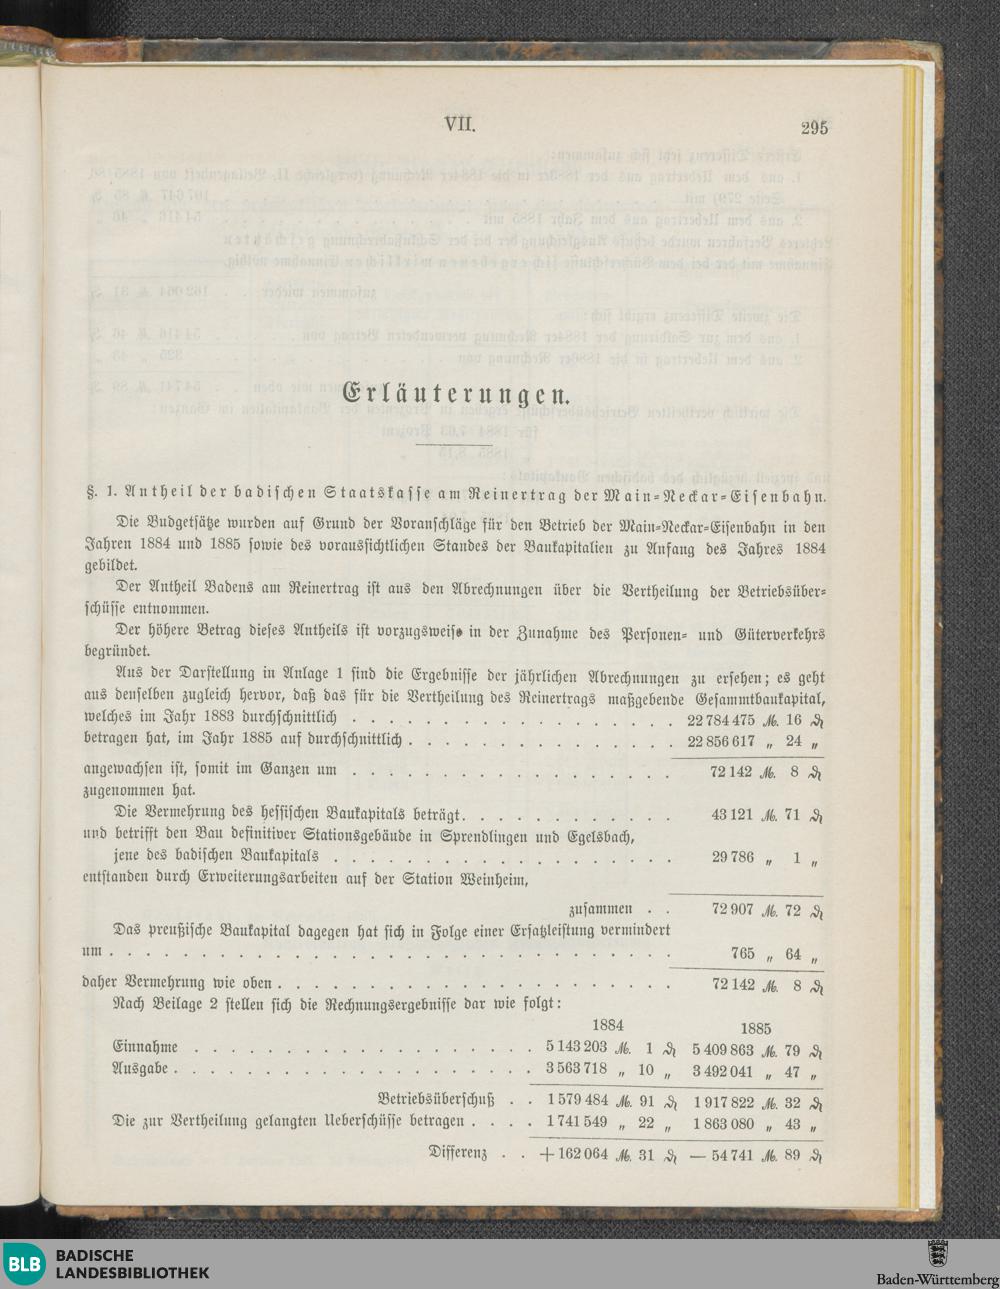 VII.
295
Erläuterungen.
§. 1. Antheil der badischen Staatskasse am Reinertrag der Main-Neckar-Eisenbahn.
Die Budgetsätze wurden auf Grund der Voranschläge für den Betrieb der Main-Neckar-Eisenbahn in den
Jahren 1884 und 1885 sowie des voraussichtlichen Standes der Baukapitalien zu Anfang des Jahres 1884
gebildet.
Der Antheil Badens am Reinertrag ist aus den Abrechnungen über die Vertheilung der Betriebsüber-
schüsse entnommen.
Der höhere Betrag dieses Antheils ist vorzugsweise in der Zunahme des Personen- und Güterverkehrs
begründet.
Aus der Darstellung in Anlage 1 sind die Ergebnisse der jährlichen Abrechnungen zu ersehen; es geht
aus denselben zugleich hervor, daß das für die Vertheilung des Reinertrags maßgebende Gesammtbaukapital,
welches im Jahr 1883 durchschnittlich . . . . . . . . . . . . . . . . . . 22 784 475 ℳ. 16 ₰
betragen hat, im Jahr 1885 auf durchschnittlich . . . . . . . . . . . . . . . 22 856 617 „ 24 „
angewachsen ist, somit im Ganzen um . . . . . . . . . . . . . . . . . . 72 142 ℳ. 8 ₰
zugenommen hat.
Die Vermehrung des hessischen Baukapitals beträgt. . . . . . . . . . . . 43 121 ℳ. 71 ₰
und betrifft den Bau definitiver Stationsgebäude in Sprendlingen und Egelsbach,
jene des badischen Baukapitals . . . . . . . . . . . . . . . . . . . 29 786 „ 1 „
entstanden durch Erweiterungsarbeiten auf der Station Weinheim,
zusammen . . 72 907 ℳ. 72 ₰
Das preußische Baukapital dagegen hat sich in Folge einer Ersatzleistung vermindert
um . . . . . . . . . . . . . . . . . . . . . . . . . . . . . . . 765 „ 64 „
daher Vermehrung wie oben . . . . . . . . . . . . . . . . . . . . . . 72 142 ℳ. 8 ₰
Nach Beilage 2 stellen sich die Rechnungsergebnisse dar wie folgt:
1884 1885
Einnahme . . . . . . . . . . . . . . . . . . . 5 143 203 ℳ. 1 ₰ 5 409 863 ℳ. 79 ₰
Ausgabe . . . . . . . . . . . . . . . . . . . . 3 563 718 „ 10 „ 3 492 041 „ 47 „
Betriebsüberschuß . . 1 579 484 ℳ. 91 ₰ 1 917 822 ℳ. 32 ₰
Die zur Vertheilung gelangten Ueberschüsse betragen . . . . 1 741 549 „ 22 „ 1 863 080 „ 43 „
Differenz . . + 162 064 ℳ. 31 ₰ — 54 741 ℳ. 89 ₰
BLB BADISCHE
LANDESBIBLIOTHEK
Baden-Württemberg